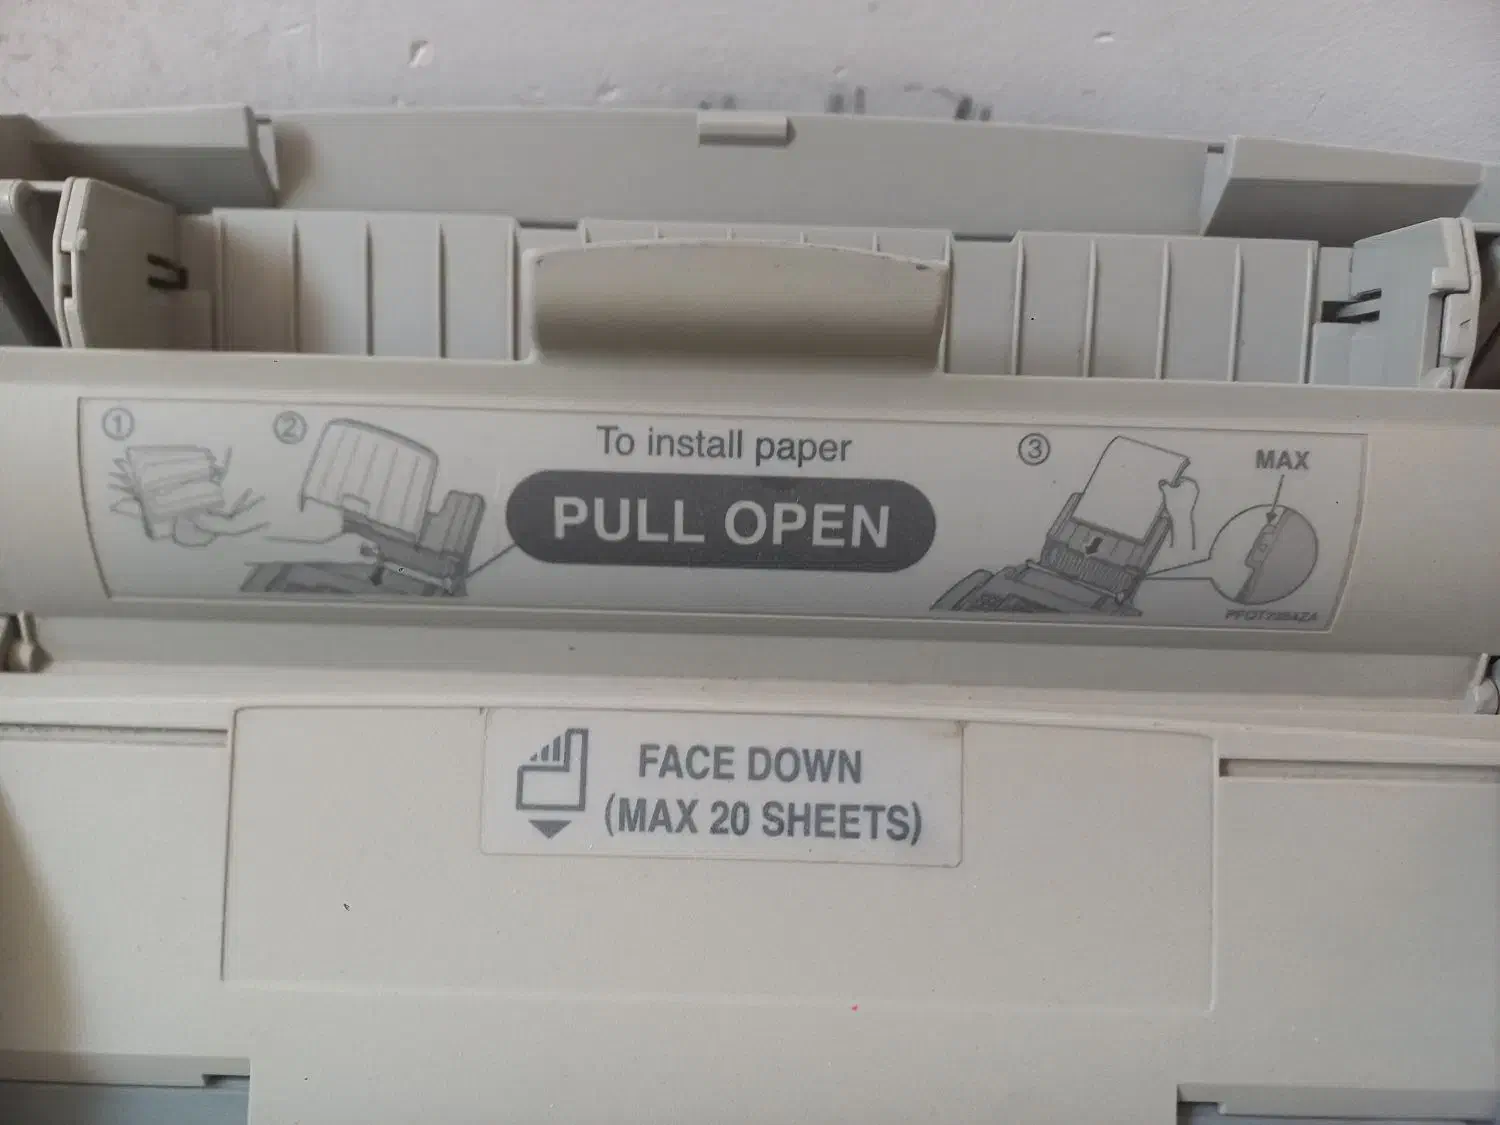 ①
②
To install paper
PULL OPEN
③
MAX
FACE DOWN
(MAX 20 SHEETS)